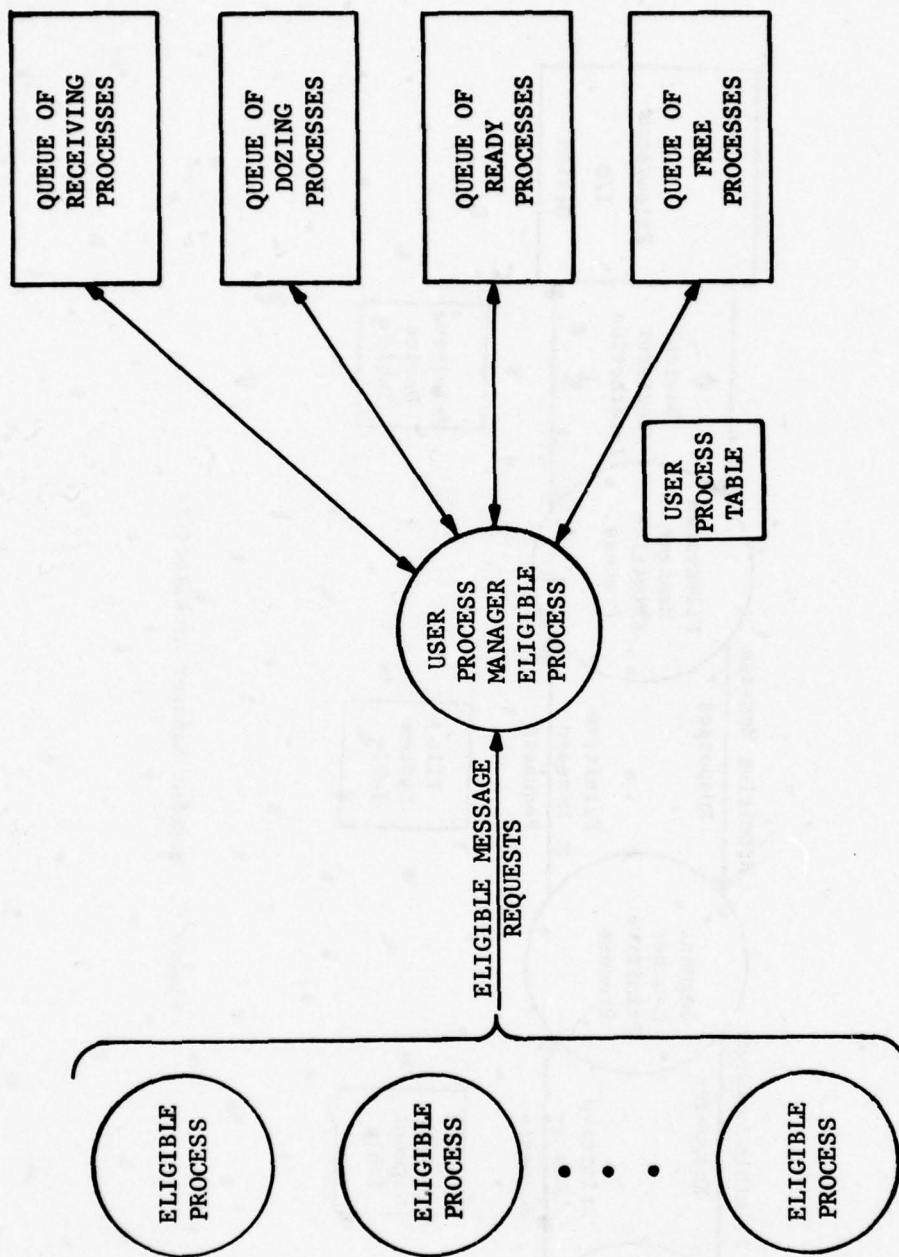 ELIGIBLE
PROCESS
ELIGIBLE
PROCESS
ELIGIBLE
PROCESS
ELIGIBLE MESSAGE
REQUESTS
USER
PROCESS
MANAGER
ELIGIBLE
PROCESS
USER
PROCESS
TABLE
QUEUE OF
RECEIVING
PROCESSES
QUEUE OF
DOZING
PROCESSES
QUEUE OF
READY
PROCESSES
QUEUE OF
FREE
PROCESSES